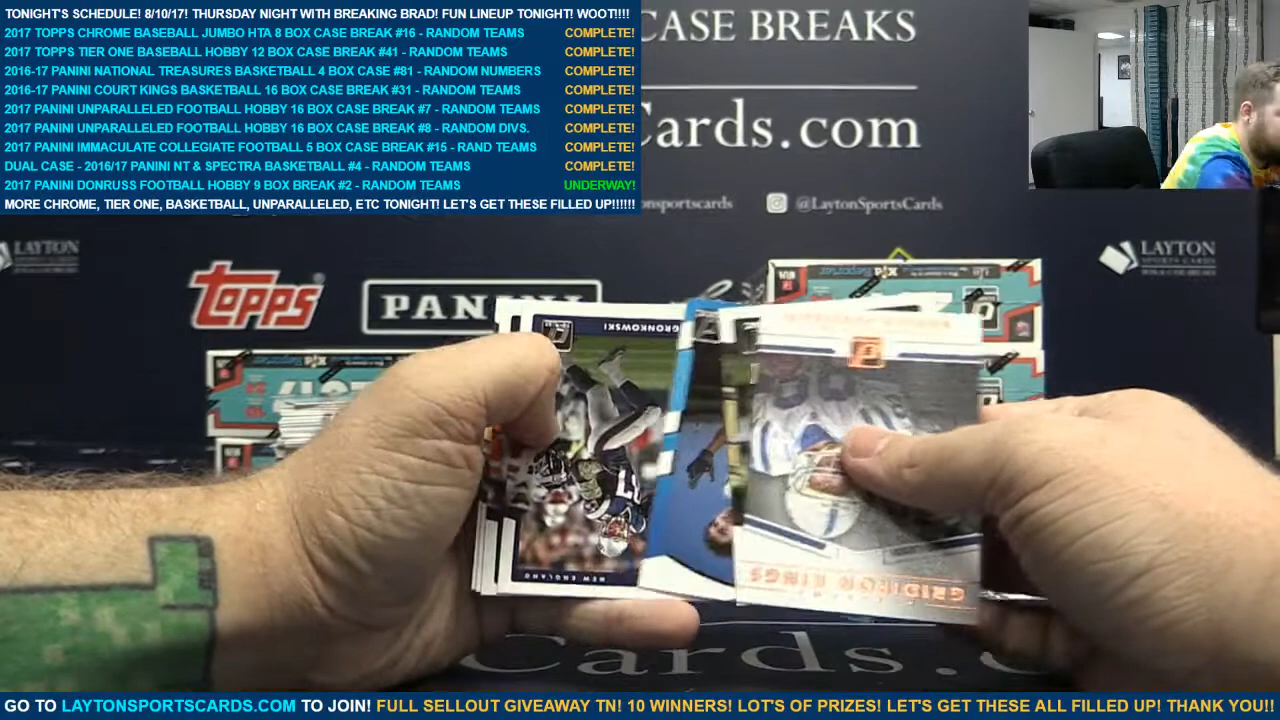 TONIGHT'S SCHEDULE! 8/10/17! THURSDAY NIGHT WITH BREAKING BRAD! FUN LINEUP TONIGHT! WOOT!!!!
2017 TOPPS CHROME BASEBALL JUMBO HTA 8 BOX CASE BREAK #16 - RANDOM TEAMS COMPLETE!
2017 TOPPS TIER ONE BASEBALL HOBBY 12 BOX CASE BREAK #41 - RANDOM TEAMS COMPLETE!
2016-17 PANINI NATIONAL TREASURES BASKETBALL 4 BOX CASE #81 - RANDOM NUMBERS COMPLETE!
2016-17 PANINI COURT KINGS BASKETBALL 16 BOX CASE BREAK #31 - RANDOM TEAMS COMPLETE!
2017 PANINI UNPARALLELED FOOTBALL HOBBY 16 BOX CASE BREAK #7 - RANDOM TEAMS COMPLETE!
2017 PANINI UNPARALLELED FOOTBALL HOBBY 16 BOX CASE BREAK #8 - RANDOM DIVS. COMPLETE!
2017 PANINI IMMACULATE COLLEGIATE FOOTBALL 5 BOX CASE BREAK #15 - RAND TEAMS COMPLETE!
DUAL CASE - 2016/17 PANINI NT & SPECTRA BASKETBALL #4 - RANDOM TEAMS COMPLETE!
2017 PANINI DONRUSS FOOTBALL HOBBY 9 BOX BREAK #2 - RANDOM TEAMS UNDERWAY!
MORE CHROME, TIER ONE, BASKETBALL, UNPARALLELED, ETC TONIGHT! LET'S GET THESE FILLED UP!!!!!!
CASE BREAKS
Cards.com
nsportscards @LaytonSportsCards
LAYTON
LAYTON
SPORTS CARDS
topps
PANIN
GRONKOWSKI
NEW ENGLAND
GRIDIRON KINGS
Cards.c
GO TO LAYTONSPORTSCARDS.COM TO JOIN! FULL SELLOUT GIVEAWAY TN! 10 WINNERS! LOT'S OF PRIZES! LET'S GET THESE ALL FILLED UP! THANK YOU!!